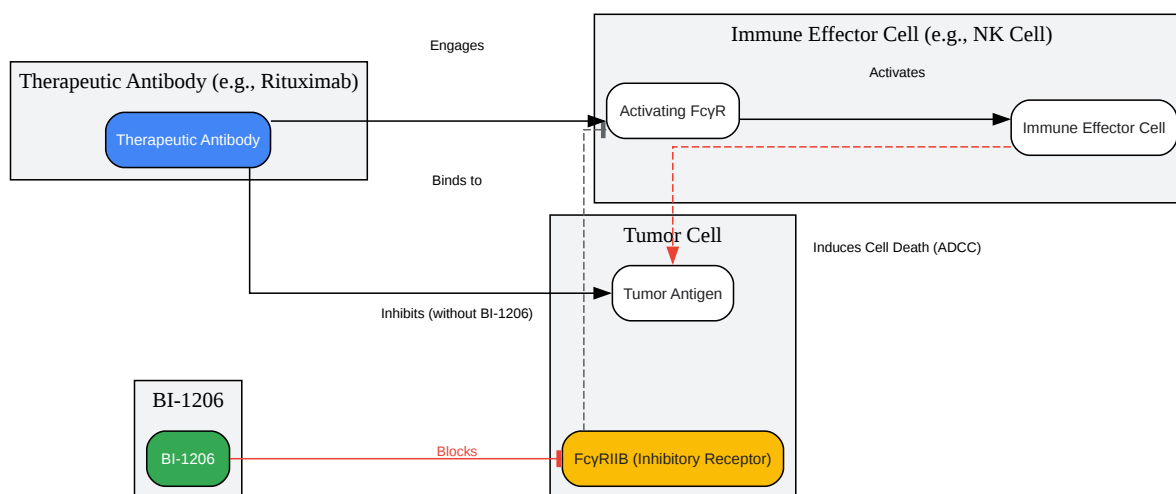 Engages
Immune Effector Cell (e.g., NK Cell)
Activates
Therapeutic Antibody (e.g., Rituximab)
Activating FcγR
Immune Effector Cell
Therapeutic Antibody
Binds to
Tumor Cell
Induces Cell Death (ADCC)
Tumor Antigen
Inhibits (without BI-1206)
BI-1206
BI-1206
Blocks
FcγRIIB (Inhibitory Receptor)